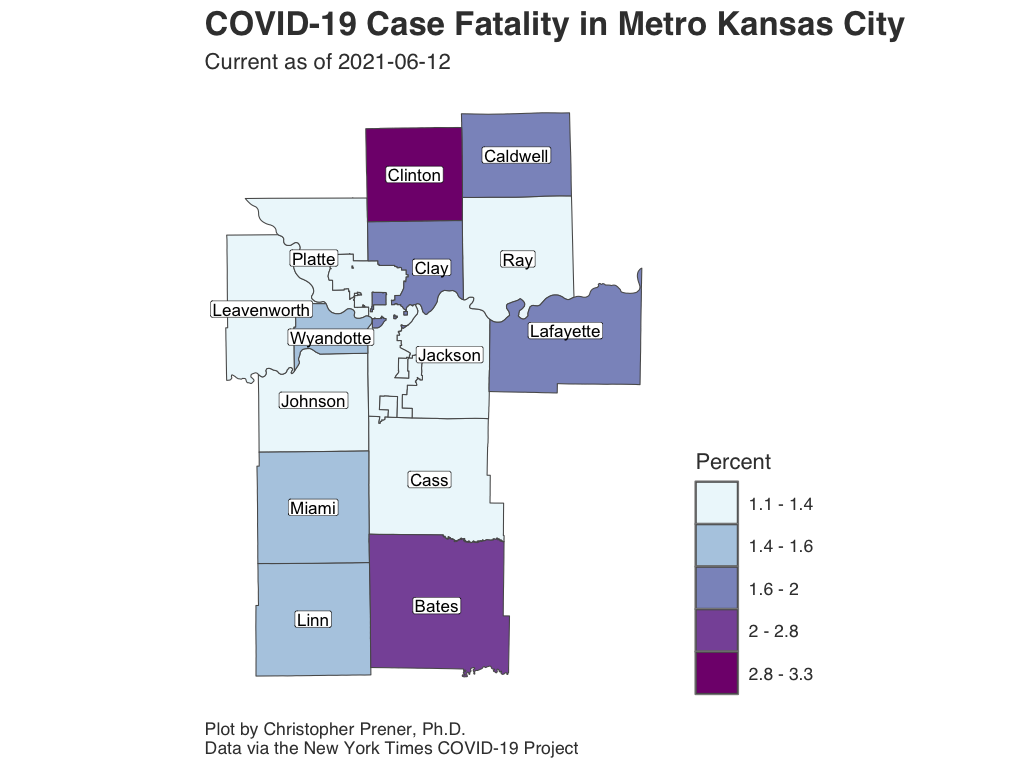 COVID-19 Case Fatality in Metro Kansas City
Current as of 2021-06-12
Caldwell
Clinton
Platte
Clay
Ray
Leavenworth
Wyandotte
Lafayette
Jackson
Johnson
Cass
Miami
Bates
Linn
Percent
1.1 - 1.4
1.4 - 1.6
1.6 - 2
2 - 2.8
2.8 - 3.3
Plot by Christopher Prener, Ph.D.
Data via the New York Times COVID-19 Project